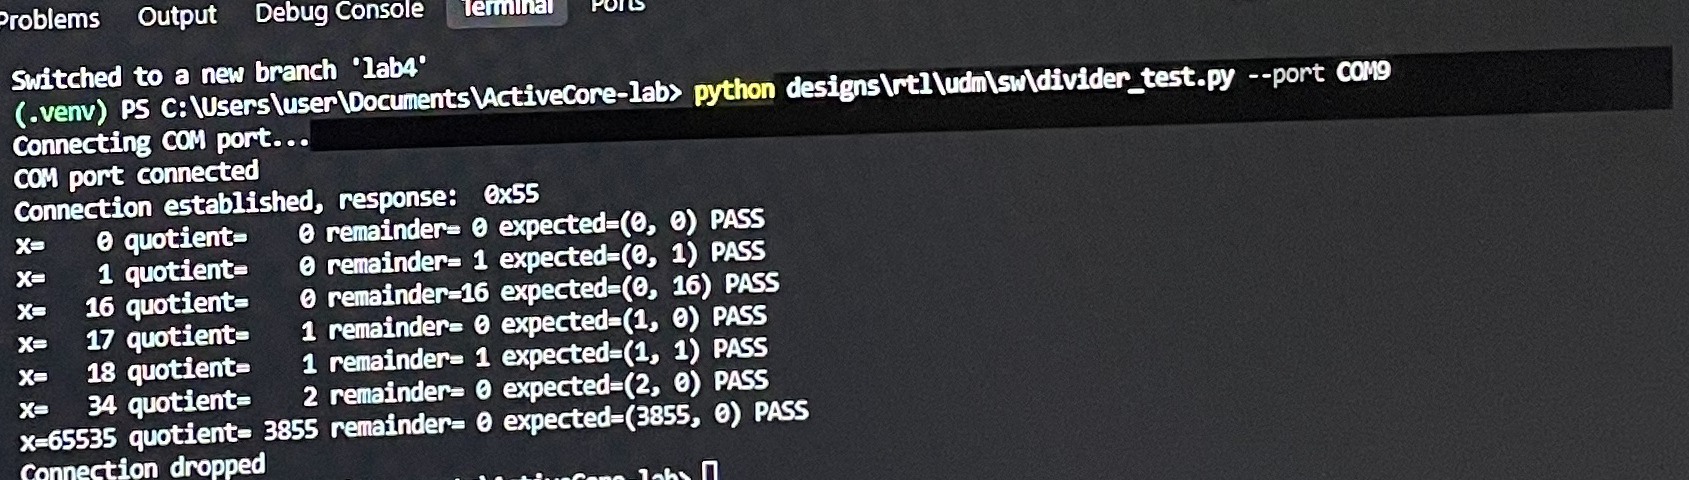 Problems Output Debug Console Terminal Ports
Switched to a new branch 'lab4'
(.venv) PS C:\Users\user\Documents\ActiveCore-lab> python designs\rtl\udm\sw\divider_test.py --port COM9
Connecting COM port...
COM port connected
Connection established, response:  0x55
x=    0 quotient=    0 remainder= 0 expected=(0, 0) PASS
x=    1 quotient=    0 remainder= 1 expected=(0, 1) PASS
x=   16 quotient=    0 remainder=16 expected=(0, 16) PASS
x=   17 quotient=    1 remainder= 0 expected=(1, 0) PASS
x=   18 quotient=    1 remainder= 1 expected=(1, 1) PASS
x=   34 quotient=    2 remainder= 0 expected=(2, 0) PASS
x=65535 quotient= 3855 remainder= 0 expected=(3855, 0) PASS
Connection dropped
\ActiveCore-lab>